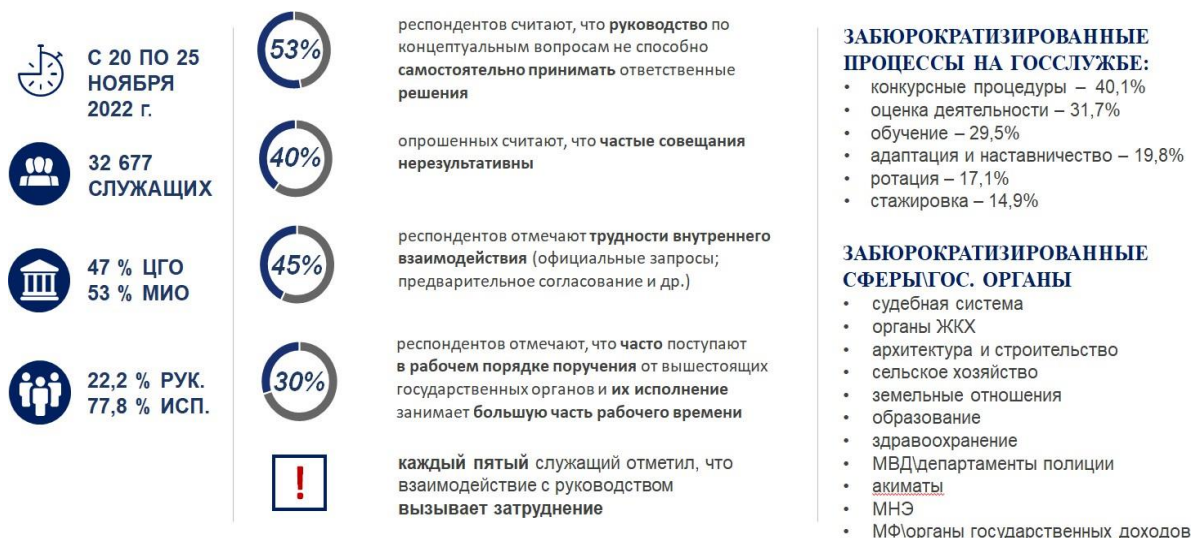 С 20 ПО 25
НОЯБРЯ
2022 г.
32 677
СЛУЖАЩИХ
47 % ЦГО
53 % МИО
22,2 % РУК.
77,8 % ИСП.
53%
респондентов считают, что руководство по
концептуальным вопросам не способно
самостоятельно принимать ответственные
решения
40%
опрошенных считают, что частые совещания
нерезультативны
45%
респондентов отмечают трудности внутреннего
взаимодействия (официальные запросы;
предварительное согласование и др.)
30%
респондентов отмечают, что часто поступают
в рабочем порядке поручения от вышестоящих
государственных органов и их исполнение
занимает большую часть рабочего времени
!
каждый пятый служащий отметил, что
взаимодействие с руководством
вызывает затруднение
ЗАБЮРОКРАТИЗИРОВАННЫЕ
ПРОЦЕССЫ НА ГОССЛУЖБЕ:
• конкурсные процедуры – 40,1%
• оценка деятельности – 31,7%
• обучение – 29,5%
• адаптация и наставничество – 19,8%
• ротация – 17,1%
• стажировка – 14,9%
ЗАБЮРОКРАТИЗИРОВАННЫЕ
СФЕРЫ\ГОС. ОРГАНЫ
• судебная система
• органы ЖКХ
• архитектура и строительство
• сельское хозяйство
• земельные отношения
• образование
• здравоохранение
• МВД\департаменты полиции
• акиматы
• МНЭ
• МФ\органы государственных доходов